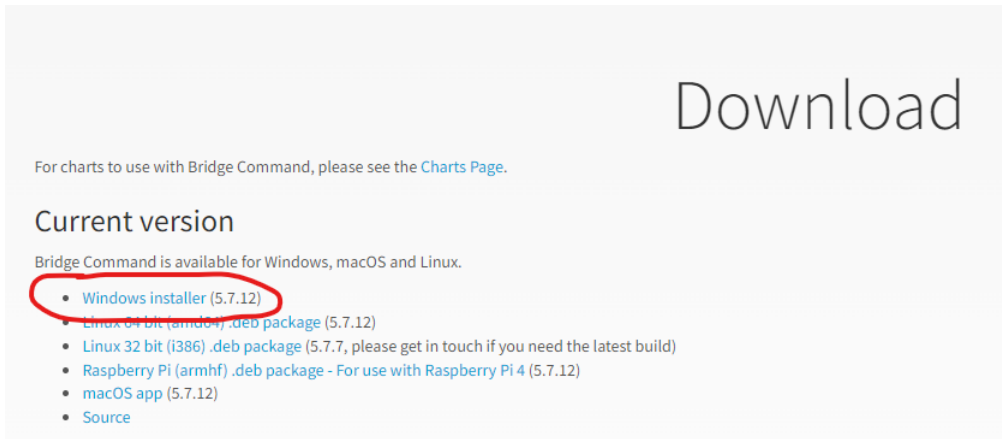 Download
For charts to use with Bridge Command, please see the Charts Page.
Current version
Bridge Command is available for Windows, macOS and Linux.
Windows installer (5.7.12)
Linux 64 bit (amd64) .deb package (5.7.12)
Linux 32 bit (i386) .deb package (5.7.7, please get in touch if you need the latest build)
Raspberry Pi (armhf) .deb package - For use with Raspberry Pi 4 (5.7.12)
macOS app (5.7.12)
Source